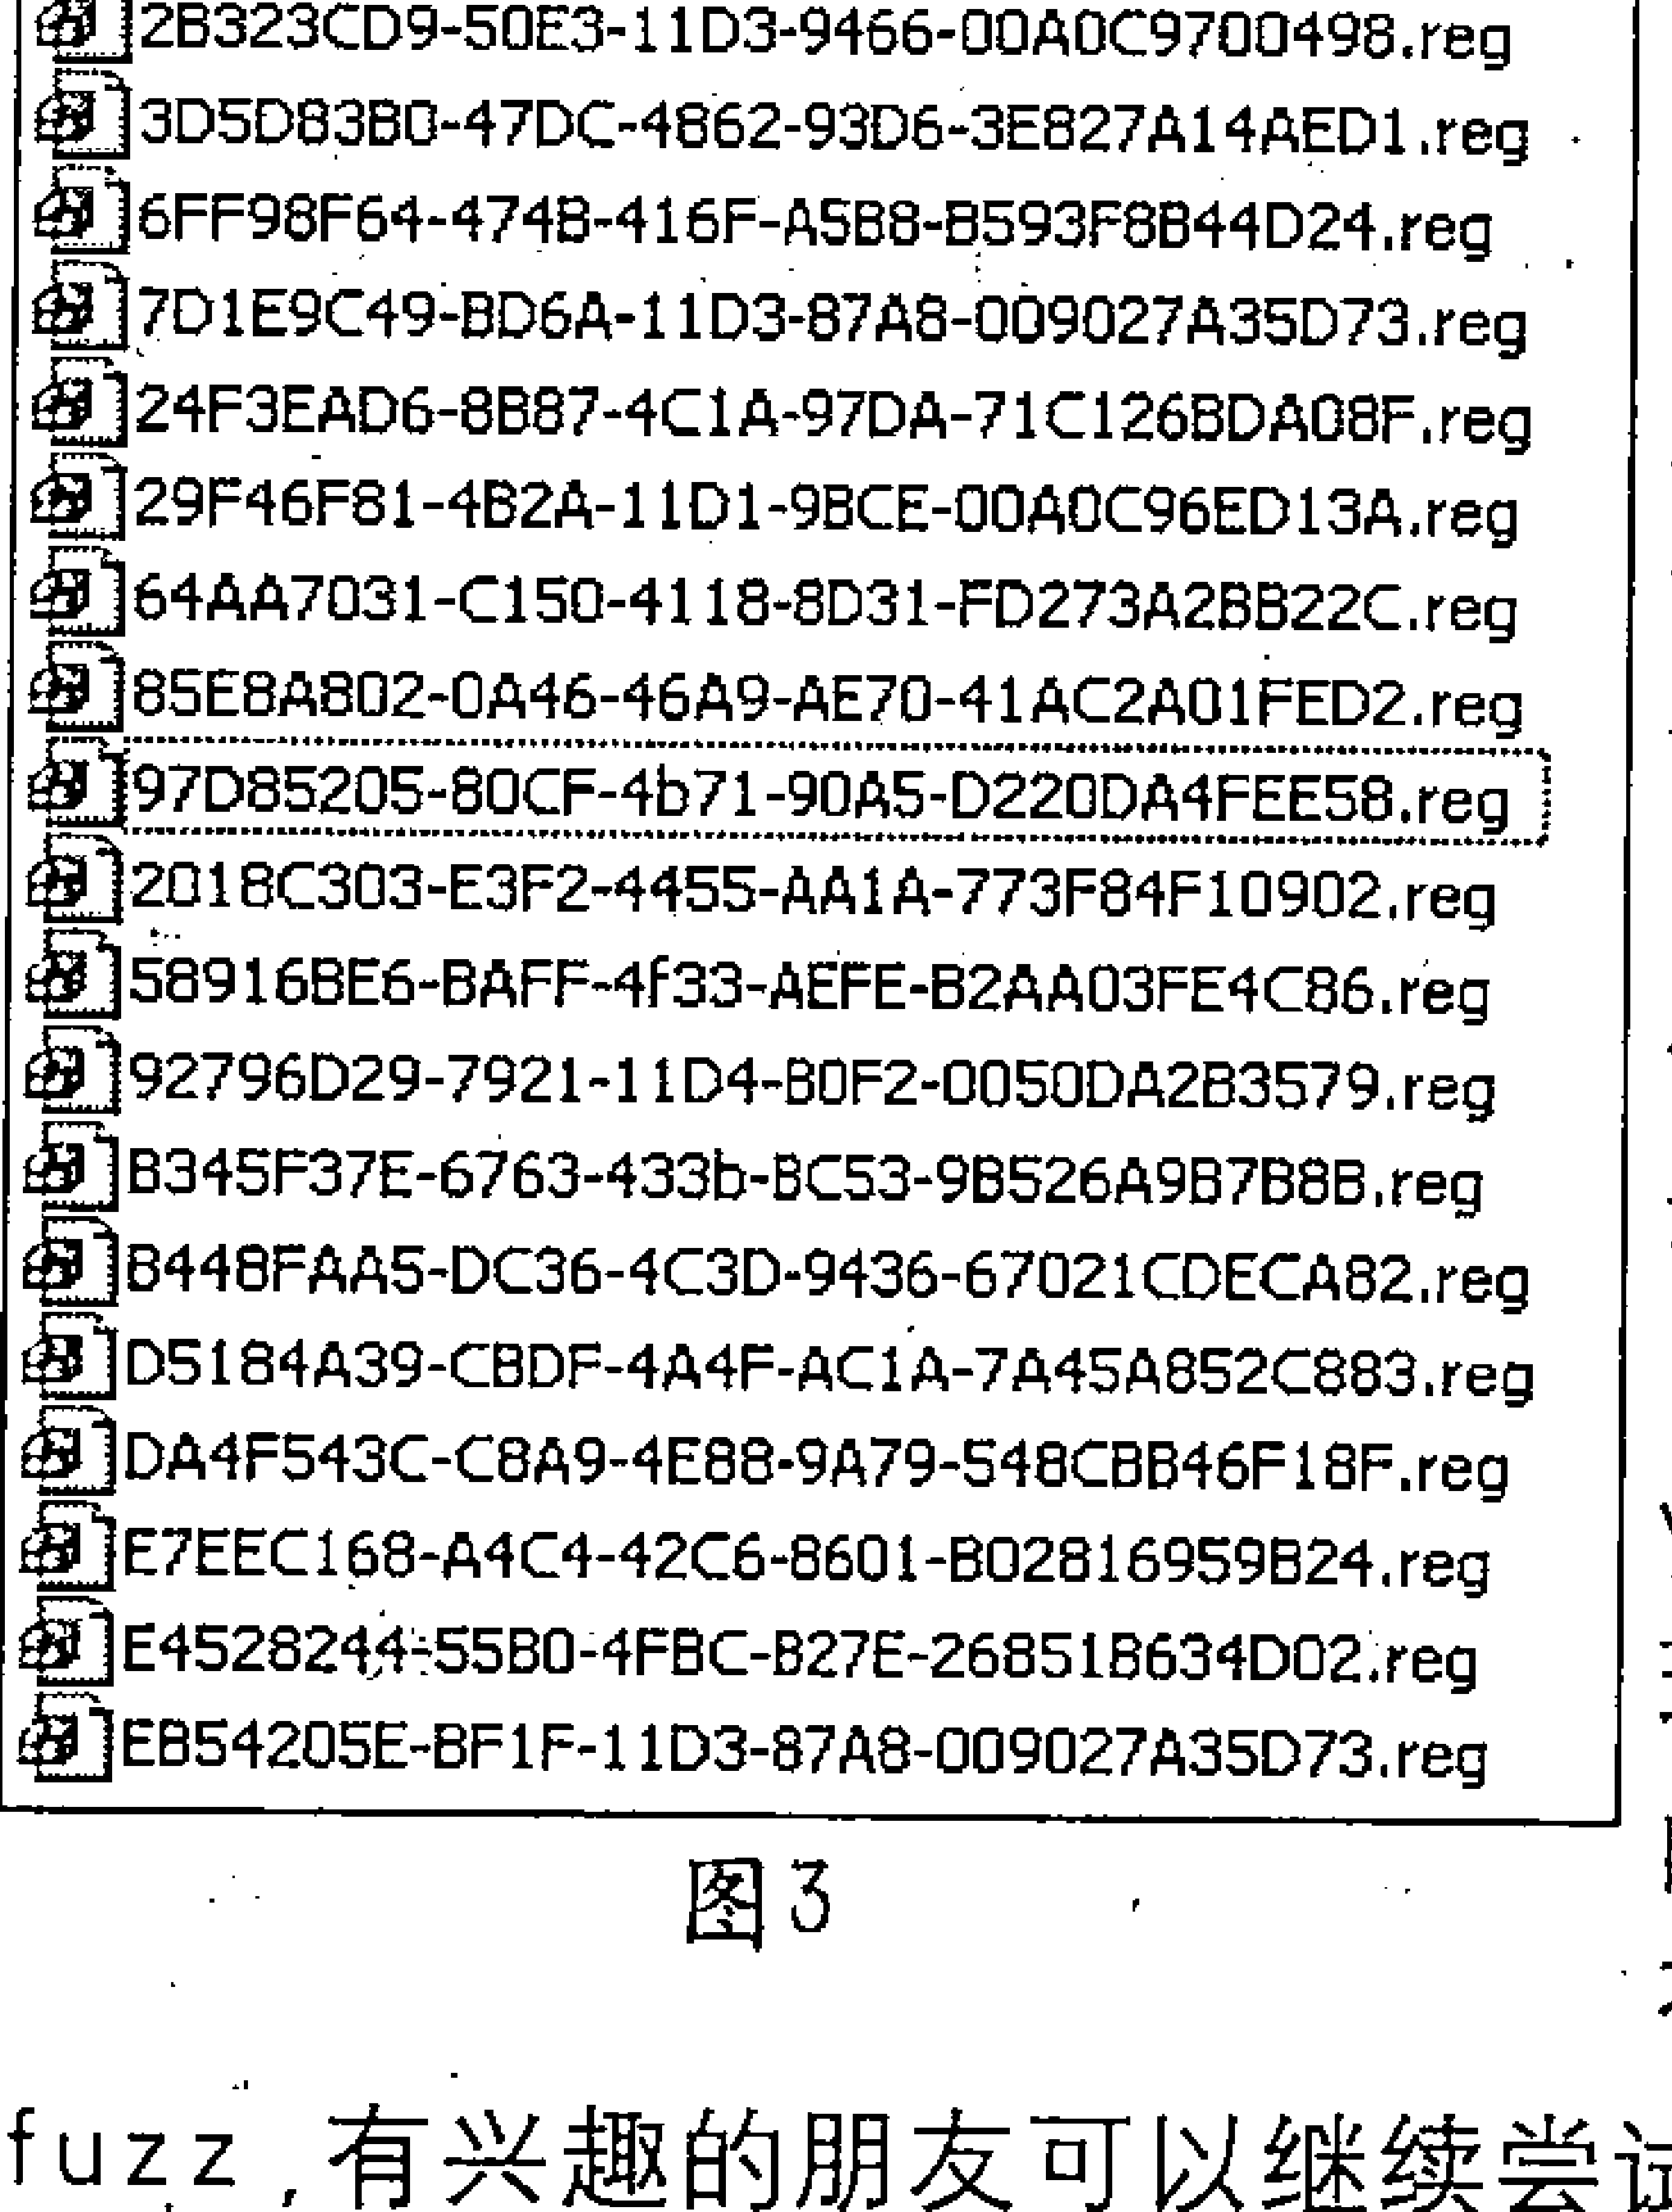 2B323CD9-50E3-11D3-9466-00A0C9700498.reg
3D5D83B0-47DC-4862-93D6-3E827A14AED1.reg
6FF98F64-474B-416F-A5B8-B593F8B44D24.reg
7D1E9C49-BD6A-11D3-87A8-009027A35D73.reg
24F3EAD6-8B87-4C1A-97DA-71C126BDA08F.reg
29F46F81-4B2A-11D1-9BCE-00A0C96ED13A.reg
64AA7031-C150-4118-8D31-FD273A2BB22C.reg
85E8A802-0A46-46A9-AE70-41AC2A01FED2.reg
97D85205-80CF-4b71-90A5-D220DA4FEE58.reg
2018C303-E3F2-4455-AA1A-773F84F10902.reg
58916BE6-BAFF-4f33-AEFE-B2AA03FE4C86.reg
92796D29-7921-11D4-B0F2-0050DA2B3579.reg
B345F37E-6763-433b-BC53-9B526A9B7B8B.reg
B448FAA5-DC36-4C3D-9436-67021CDECA82.reg
D5184A39-CBDF-4A4F-AC1A-7A45A852C883.reg
DA4F543C-C8A9-4E88-9A79-548CBB46F18F.reg
E7EEC168-A4C4-42C6-8601-B02816959B24.reg
E4528244-55B0-4FBC-B27E-26851B634D02.reg
EB54205E-BF1F-11D3-87A8-009027A35D73.reg
图3
fuzz,有兴趣的朋友可以继续尝试